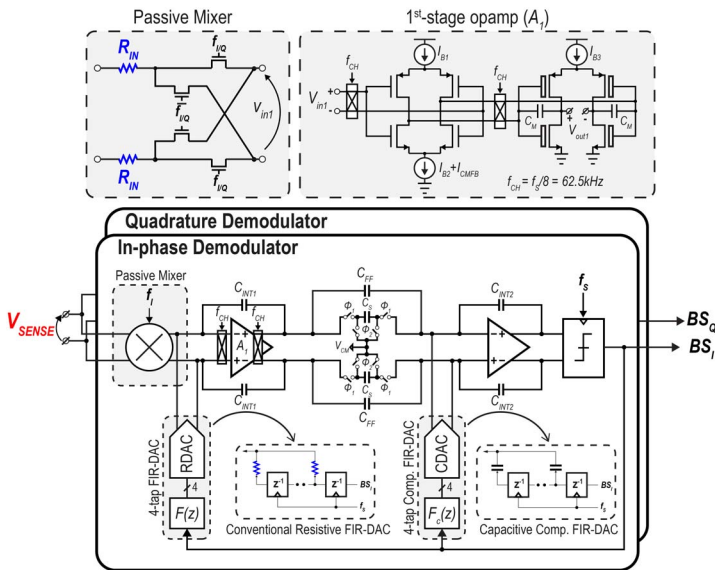 Passive Mixer
1st-stage opamp (A1)
RIN
fI/Q
fI/Q
Vin1
fI/Q
RIN
fI/Q
fCH
Vin1
+
-
IB1
fCH
IB3
CM
CM
+
-
Vout1
IB2+ICMFB
fCH = fS/8 = 62.5kHz
Quadrature Demodulator
In-phase Demodulator
Passive Mixer
fI
VSENSE
CINT1
fCH
fCH
A1
CINT1
CFF
Φ1
CS
Φ1
Φ2
VCM
Φ2
Φ1
CS
Φ1
CFF
CINT2
CINT2
fS
BSQ
BSI
4-tap FIR-DAC
RDAC
4
F(z)
z-1
z-1
BS
fs
Conventional Resistive FIR-DAC
4-tap Comp. FIR-DAC
CDAC
4
Fc(z)
z-1
z-1
BS
fs
Capacitive Comp. FIR-DAC